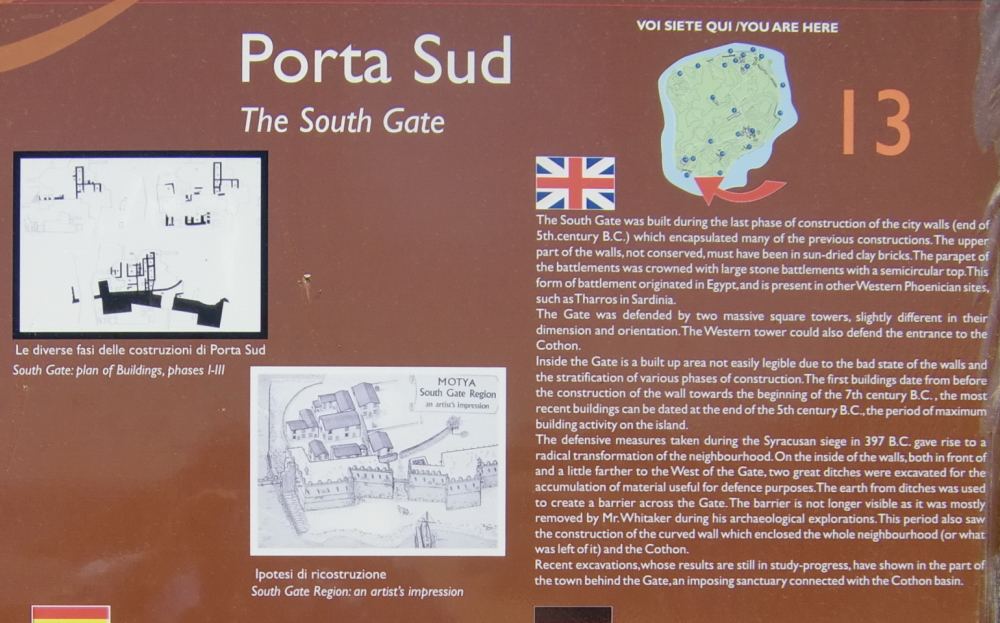 Porta Sud
The South Gate
VOI SIETE QUI /YOU ARE HERE
13
Le diverse fasi delle costruzioni di Porta Sud
South Gate: plan of Buildings, phases I-III
MOTYA
South Gate Region
an artist's impression
Ipotesi di ricostruzione
South Gate Region: an artist's impression
The South Gate was built during the last phase of construction of the city walls (end of
5th.century B.C.) which encapsulated many of the previous constructions.The upper
part of the walls, not conserved, must have been in sun-dried clay bricks.The parapet of
the battlements was crowned with large stone battlements with a semicircular top.This
form of battlement originated in Egypt,and is present in other Western Phoenician sites,
such as Tharros in Sardinia.
The Gate was defended by two massive square towers, slightly different in their
dimension and orientation.The Western tower could also defend the entrance to the
Cothon.
Inside the Gate is a built up area not easily legible due to the bad state of the walls and
the stratification of various phases of construction.The first buildings date from before
the construction of the wall towards the beginning of the 7th century B.C. , the most
recent buildings can be dated at the end of the 5th century B.C., the period of maximum
building activity on the island.
The defensive measures taken during the Syracusan siege in 397 B.C. gave rise to a
radical transformation of the neighbourhood. On the inside of the walls, both in front of
and a little farther to the West of the Gate, two great ditches were excavated for the
accumulation of material useful for defence purposes.The earth from ditches was used
to create a barrier across the Gate. The barrier is not longer visible as it was mostly
removed by Mr.Whitaker during his archaeological explorations.This period also saw
the construction of the curved wall which enclosed the whole neighbourhood (or what
was left of it) and the Cothon.
Recent excavations,whose results are still in study-progress, have shown in the part of
the town behind the Gate, an imposing sanctuary connected with the Cothon basin.